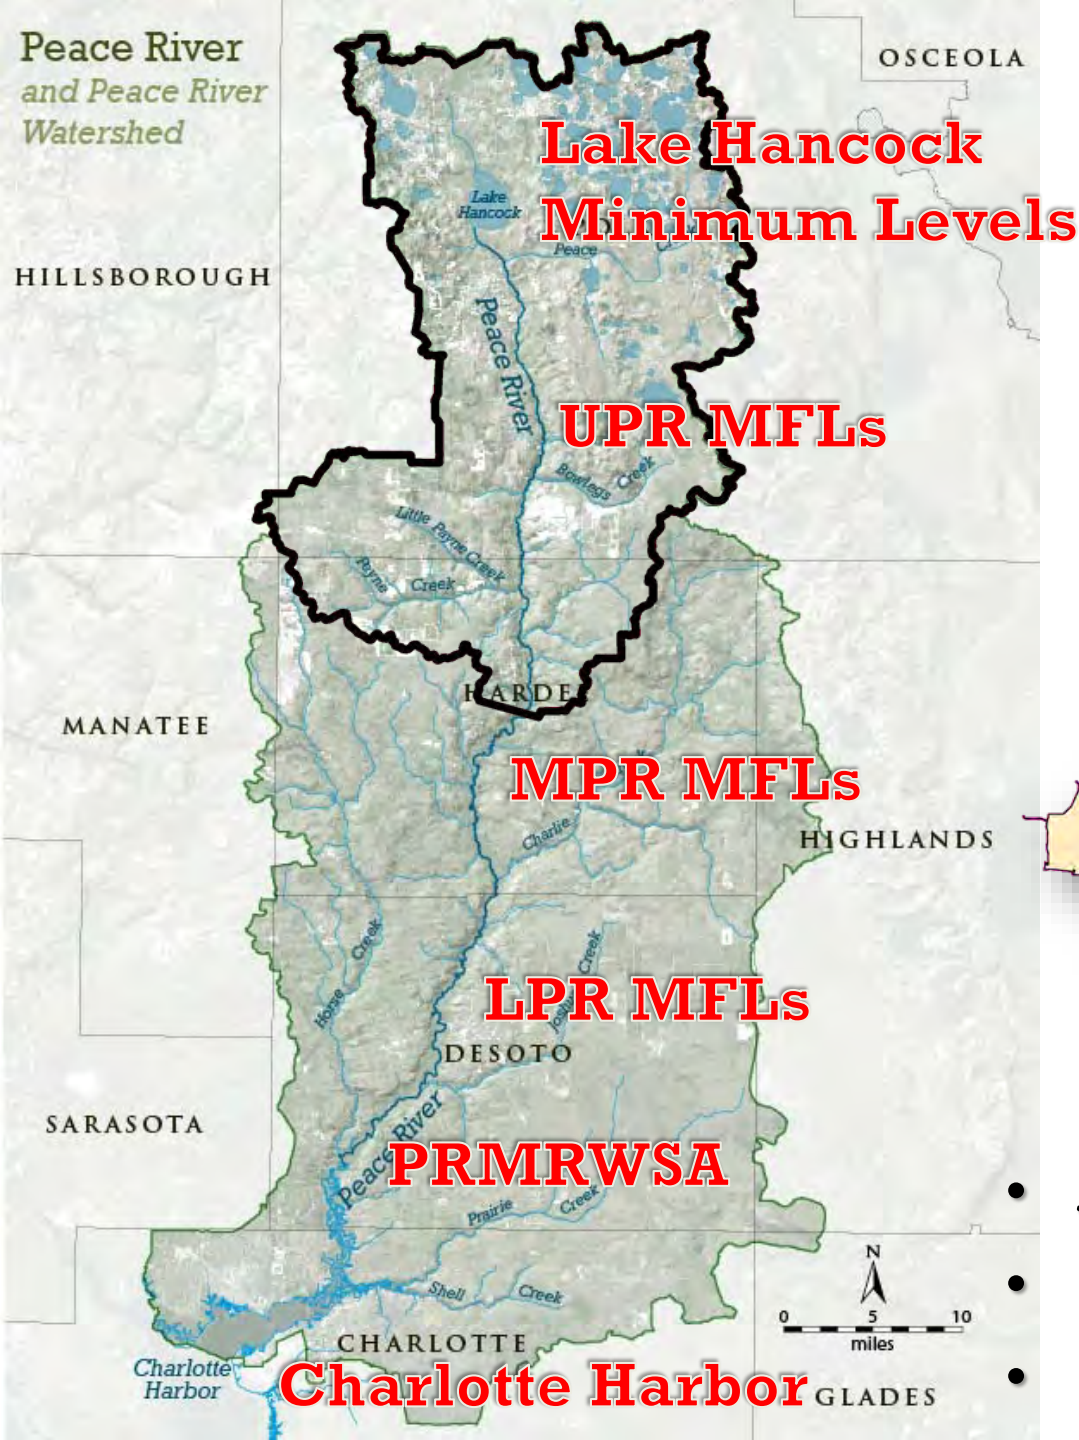 Peace River
and Peace River
Watershed
OSCEOLA
Lake Hancock
Minimum Levels
Lake
Hancock
Peace
HILLSBOROUGH
Peace River
UPR MFLs
Bowlegs Creek
Little Payne Creek
Payne Creek
HARDE
MANATEE
MPR MFLs
Charlie
HIGHLANDS
Horse Creek
Creek
LPR MFLs
DESOTO
SARASOTA
Peace River
PRMRWSA
Prairie Creek
N
0 5 10
miles
Shell Creek
CHARLOTTE
Charlotte
Harbor
Charlotte Harbor
GLADES